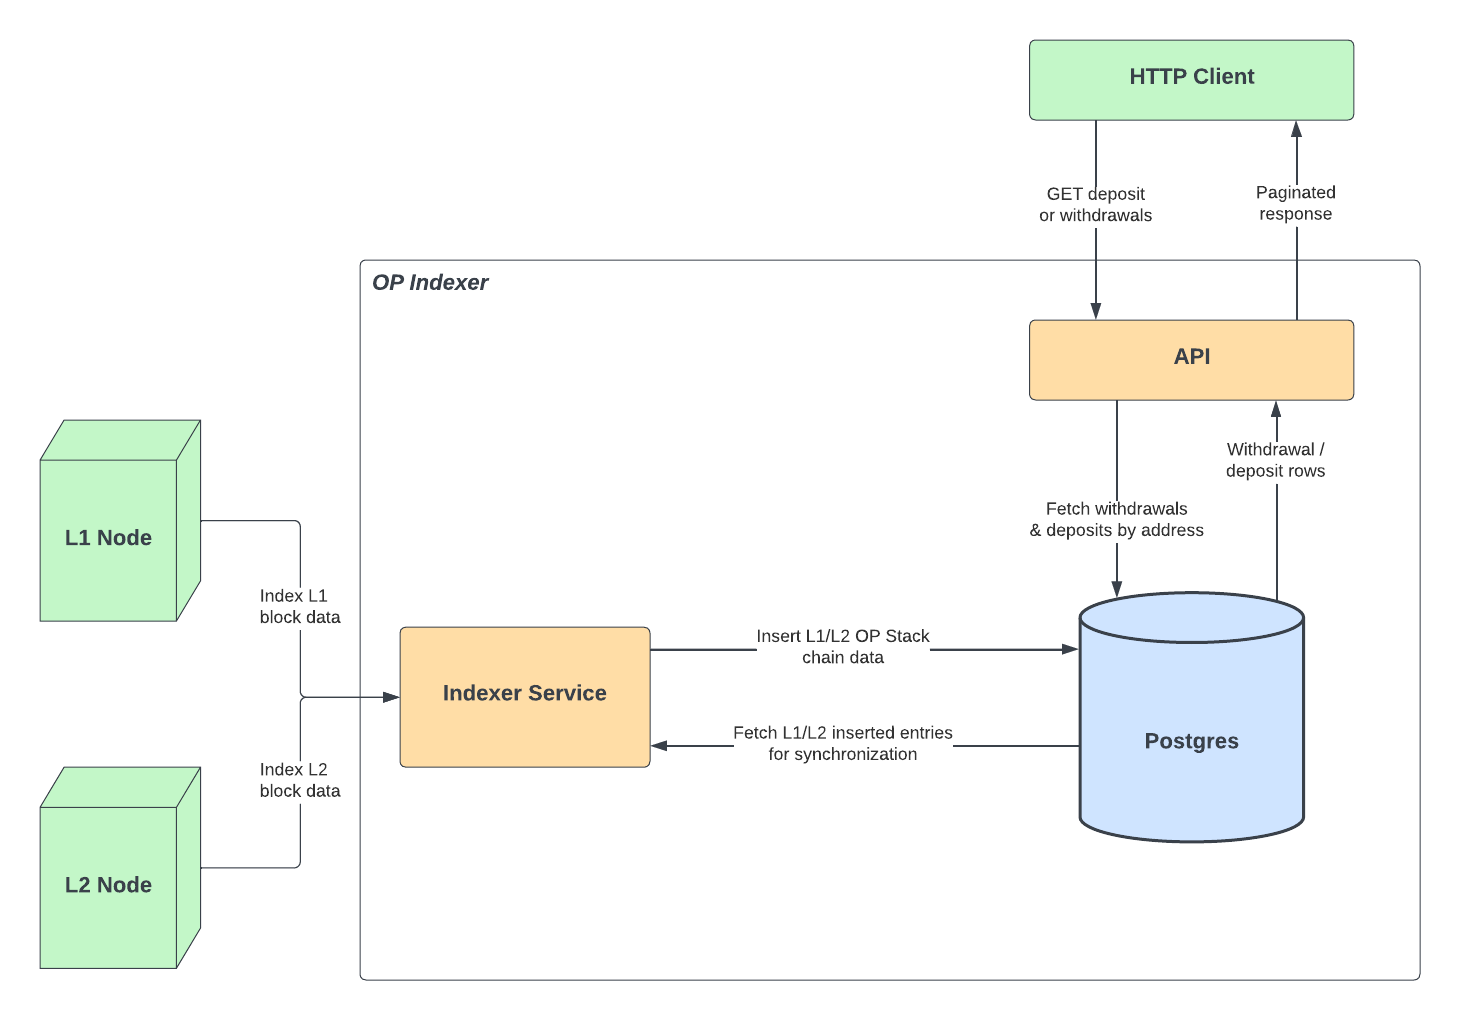 HTTP Client
GET deposit
or withdrawals
Paginated
response
OP Indexer
API
Withdrawal /
deposit rows
Fetch withdrawals
& deposits by address
L1 Node
Index L1
block data
Insert L1/L2 OP Stack
chain data
Indexer Service
Fetch L1/L2 inserted entries
for synchronization
Postgres
Index L2
block data
L2 Node